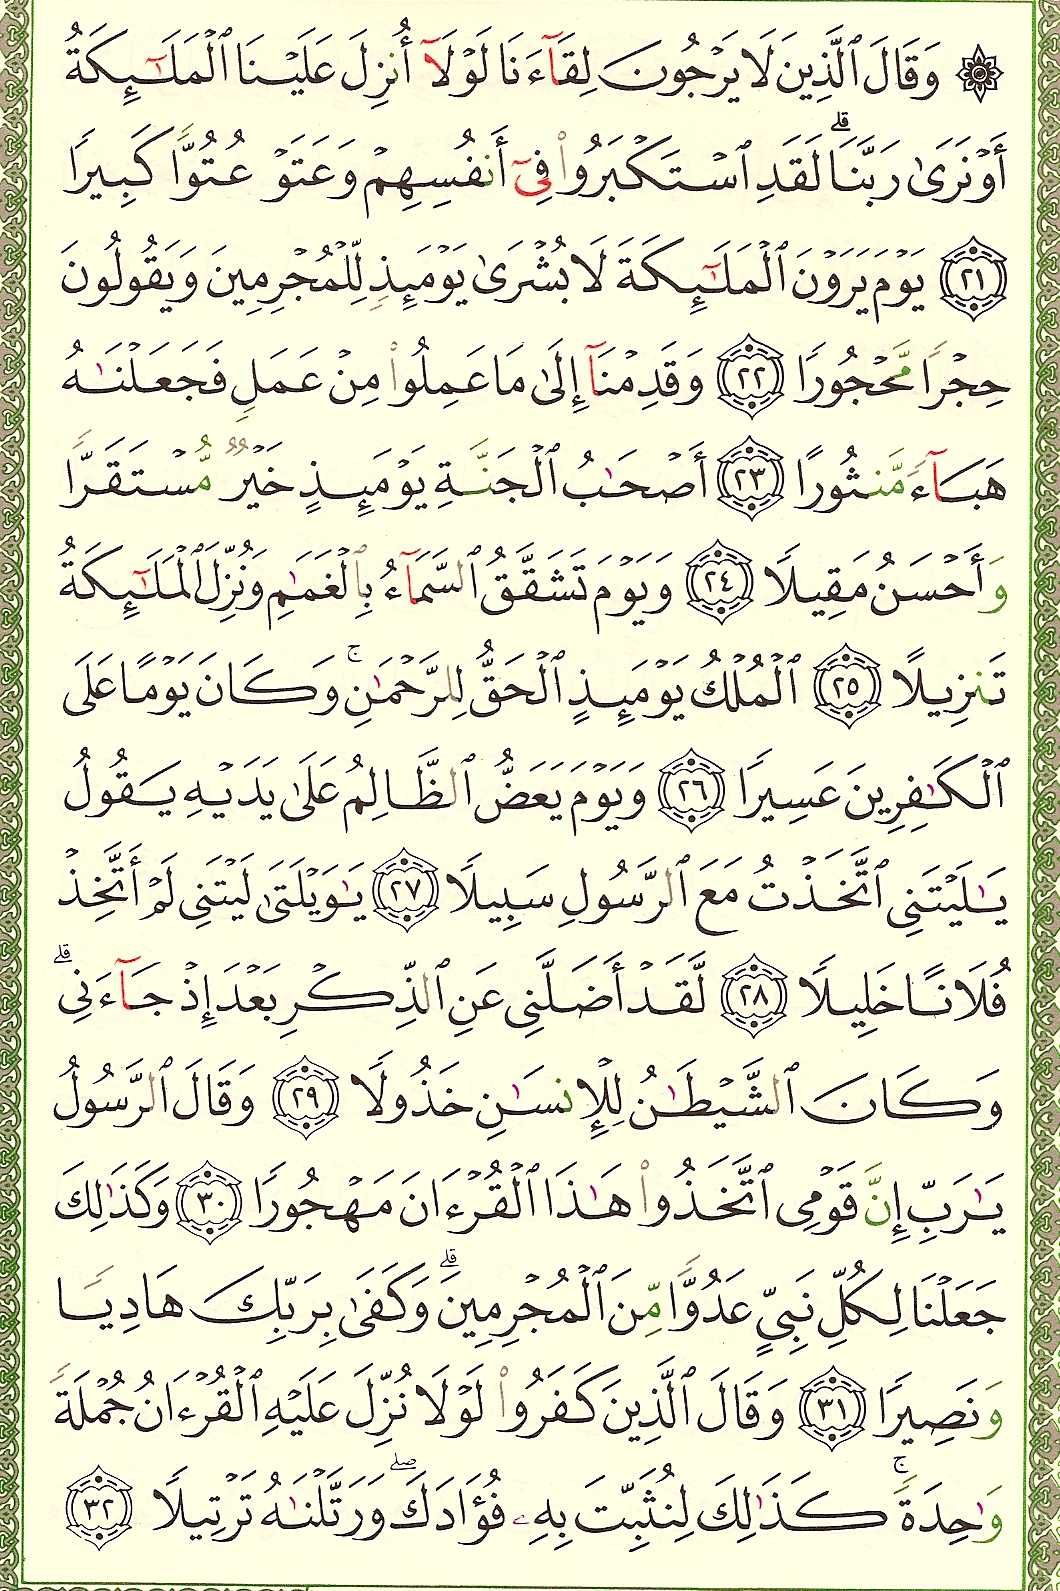 ۞ وَقَالَ ٱلَّذِينَ لَا يَرۡجُونَ لِقَآءَنَا لَوۡلَآ أُنزِلَ عَلَيۡنَا ٱلۡمَلَٰٓئِكَةُ
أَوۡ نَرَىٰ رَبَّنَاۗ لَقَدِ ٱسۡتَكۡبَرُواْ فِيٓ أَنفُسِهِمۡ وَعَتَوۡ عُتُوّٗا كَبِيرٗا
٢١ يَوۡمَ يَرَوۡنَ ٱلۡمَلَٰٓئِكَةَ لَا بُشۡرَىٰ يَوۡمَئِذٖ لِّلۡمُجۡرِمِينَ وَيَقُولُونَ
حِجۡرٗا مَّحۡجُورٗا ٢٢ وَقَدِمۡنَآ إِلَىٰ مَا عَمِلُواْ مِنۡ عَمَلٖ فَجَعَلۡنَٰهُ
هَبَآءٗ مَّنثُورًا ٢٣ أَصۡحَٰبُ ٱلۡجَنَّةِ يَوۡمَئِذٍ خَيۡرٞ مُّسۡتَقَرّٗا
وَأَحۡسَنُ مَقِيلٗا ٢٤ وَيَوۡمَ تَشَقَّقُ ٱلسَّمَآءُ بِٱلۡغَمَٰمِ وَنُزِّلَ ٱلۡمَلَٰٓئِكَةُ
تَنزِيلًا ٢٥ ٱلۡمُلۡكُ يَوۡمَئِذٍ ٱلۡحَقُّ لِلرَّحۡمَٰنِۚ وَكَانَ يَوۡمًا عَلَى
ٱلۡكَٰفِرِينَ عَسِيرٗا ٢٦ وَيَوۡمَ يَعَضُّ ٱلظَّالِمُ عَلَىٰ يَدَيۡهِ يَقُولُ
يَٰلَيۡتَنِي ٱتَّخَذۡتُ مَعَ ٱلرَّسُولِ سَبِيلٗا ٢٧ يَٰوَيۡلَتَىٰ لَيۡتَنِي لَمۡ أَتَّخِذۡ
فُلَانًا خَلِيلٗا ٢٨ لَّقَدۡ أَضَلَّنِي عَنِ ٱلذِّكۡرِ بَعۡدَ إِذۡ جَآءَنِيۗ
وَكَانَ ٱلشَّيۡطَٰنُ لِلۡإِنسَٰنِ خَذُولٗا ٢٩ وَقَالَ ٱلرَّسُولُ
يَٰرَبِّ إِنَّ قَوۡمِي ٱتَّخَذُواْ هَٰذَا ٱلۡقُرۡءَانَ مَهۡجُورٗا ٣٠ وَكَذَٰلِكَ
جَعَلۡنَا لِكُلِّ نَبِيٍّ عَدُوّٗا مِّنَ ٱلۡمُجۡرِمِينَۗ وَكَفَىٰ بِرَبِّكَ هَادِيٗا
وَنَصِيرٗا ٣١ وَقَالَ ٱلَّذِينَ كَفَرُواْ لَوۡلَا نُزِّلَ عَلَيۡهِ ٱلۡقُرۡءَانُ جُمۡلَةٗ
وَٰحِدَةٗۚ كَذَٰلِكَ لِنُثَبِّتَ بِهِۦ فُؤَادَكَۖ وَرَتَّلۡنَٰهُ تَرۡتِيلٗا ٣٢